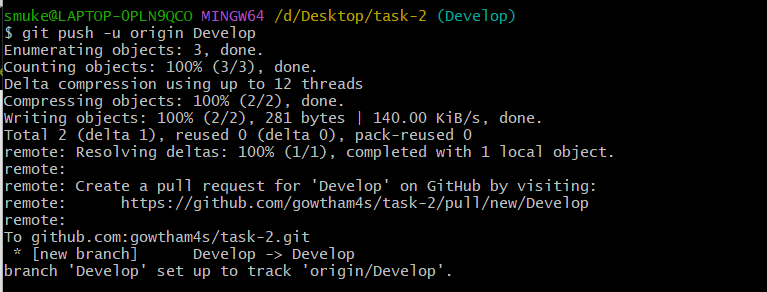 smuke@LAPTOP-0PLN9QCO MINGW64 /d/Desktop/task-2 (Develop)
$ git push -u origin Develop
Enumerating objects: 3, done.
Counting objects: 100% (3/3), done.
Delta compression using up to 12 threads
Compressing objects: 100% (2/2), done.
Writing objects: 100% (2/2), 281 bytes | 140.00 KiB/s, done.
Total 2 (delta 1), reused 0 (delta 0), pack-reused 0
remote: Resolving deltas: 100% (1/1), completed with 1 local object.
remote:
remote: Create a pull request for 'Develop' on GitHub by visiting:
remote:      https://github.com/gowtham4s/task-2/pull/new/Develop
remote:
To github.com:gowtham4s/task-2.git
 * [new branch]      Develop -> Develop
branch 'Develop' set up to track 'origin/Develop'.